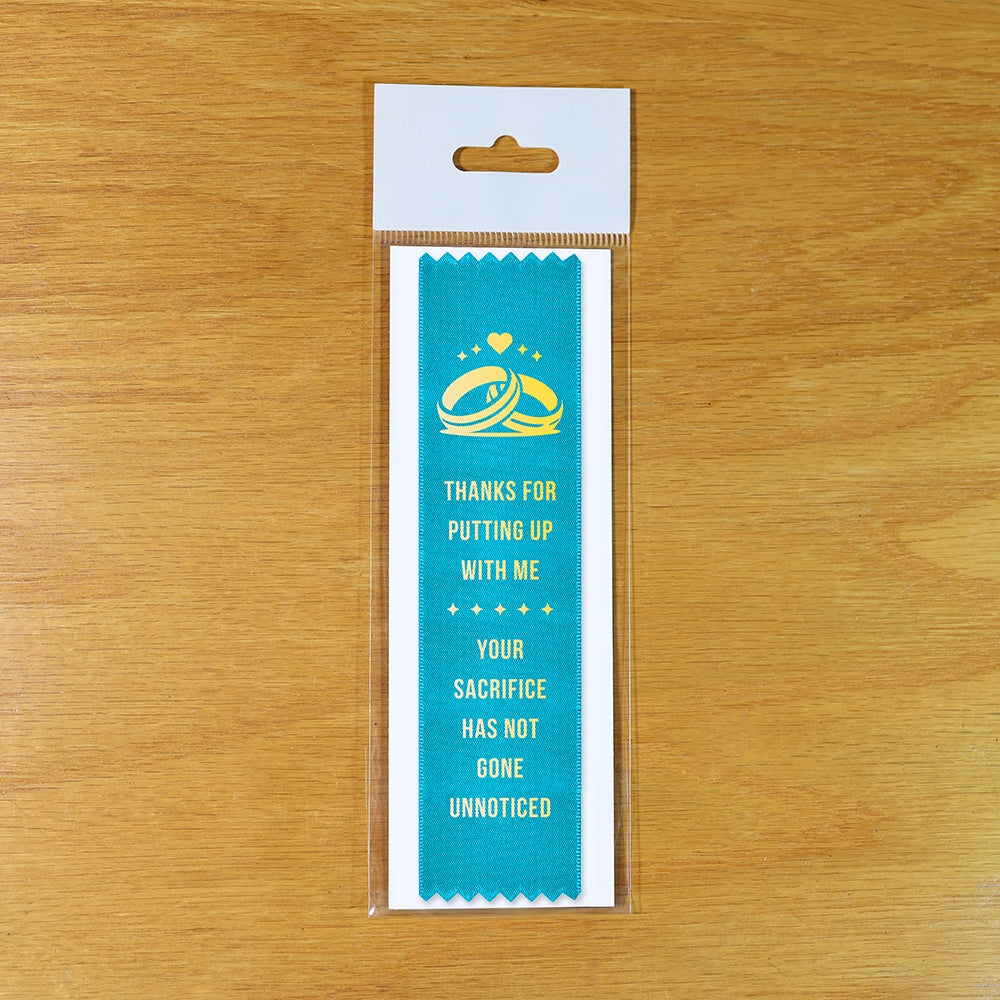 THANKS FOR
PUTTING UP
WITH ME
YOUR
SACRIFICE
HAS NOT
GONE
UNNOTICED